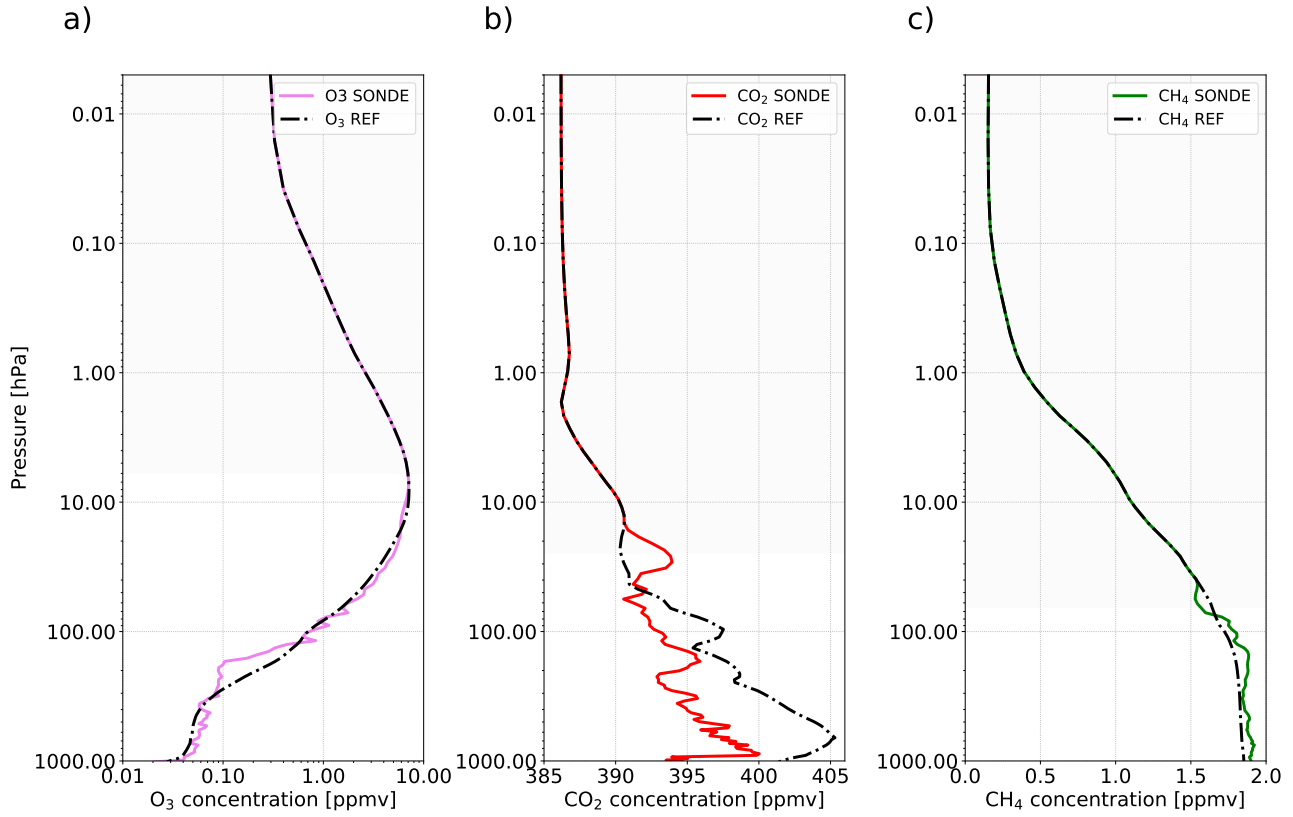 a)
b)
c)
O3 SONDE
O₃ REF
CO₂ SONDE
CO₂ REF
CH₄ SONDE
CH₄ REF
Pressure [hPa]
0.01
0.10
1.00
10.00
100.00
1000.00
0.01 0.10 1.00 10.00
O₃ concentration [ppmv]
0.01
0.10
1.00
10.00
100.00
1000.00
385 390 395 400 405
CO₂ concentration [ppmv]
0.01
0.10
1.00
10.00
100.00
1000.00
0.0 0.5 1.0 1.5 2.0
CH₄ concentration [ppmv]